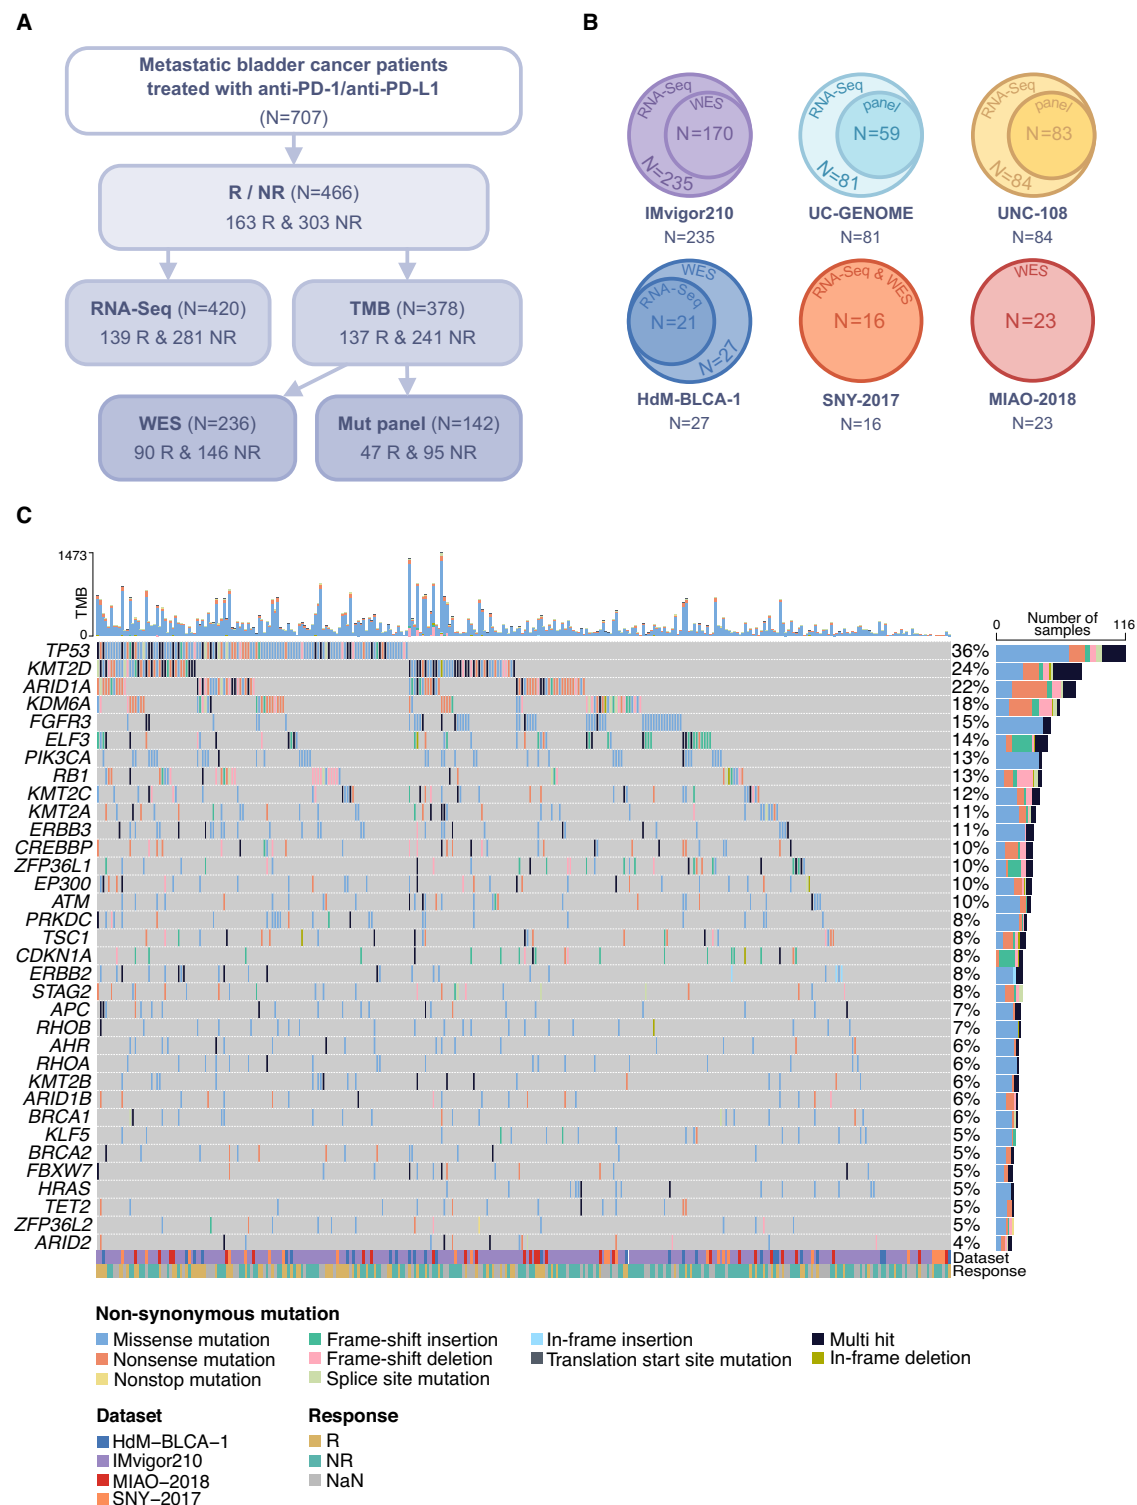 A
Metastatic bladder cancer patients
treated with anti-PD-1/anti-PD-L1
(N=707)
R / NR (N=466)
163 R & 303 NR
RNA-Seq (N=420)
139 R & 281 NR
TMB (N=378)
137 R & 241 NR
WES (N=236)
90 R & 146 NR
Mut panel (N=142)
47 R & 95 NR
B
RNA-Seq
WES
N=170
N=235
IMvigor210
N=235
RNA-Seq
panel
N=59
N=81
UC-GENOME
N=81
RNA-Seq
panel
N=83
N=84
UNC-108
N=84
WES
RNA-Seq
N=21
N=27
HdM-BLCA-1
N=27
RNA-Seq & WES
N=16
SNY-2017
N=16
WES
N=23
MIAO-2018
N=23
C
1473
TMB
0
Number of
samples
0
116
TP53 36%
KMT2D 24%
ARID1A 22%
KDM6A 18%
FGFR3 15%
ELF3 14%
PIK3CA 13%
RB1 13%
KMT2C 12%
KMT2A 11%
ERBB3 11%
CREBBP 10%
ZFP36L1 10%
EP300 10%
ATM 10%
PRKDC 8%
TSC1 8%
CDKN1A 8%
ERBB2 8%
STAG2 8%
APC 7%
RHOB 7%
AHR 6%
RHOA 6%
KMT2B 6%
ARID1B 6%
BRCA1 6%
KLF5 5%
BRCA2 5%
FBXW7 5%
HRAS 5%
TET2 5%
ZFP36L2 5%
ARID2 4%
Dataset
Response
Non-synonymous mutation
Missense mutation
Nonsense mutation
Nonstop mutation
Frame-shift insertion
Frame-shift deletion
Splice site mutation
In-frame insertion
Translation start site mutation
Multi hit
In-frame deletion
Dataset
HdM−BLCA−1
IMvigor210
MIAO−2018
SNY−2017
Response
R
NR
NaN